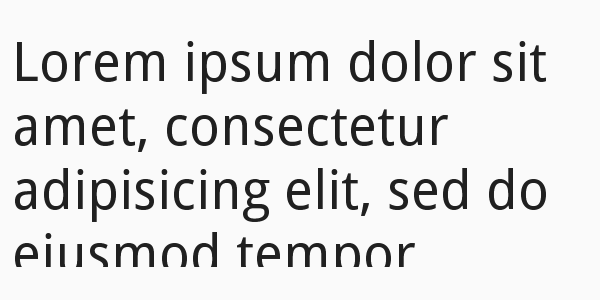 Lorem ipsum dolor sit
amet, consectetur
adipisicing elit, sed do
eiusmod tempor